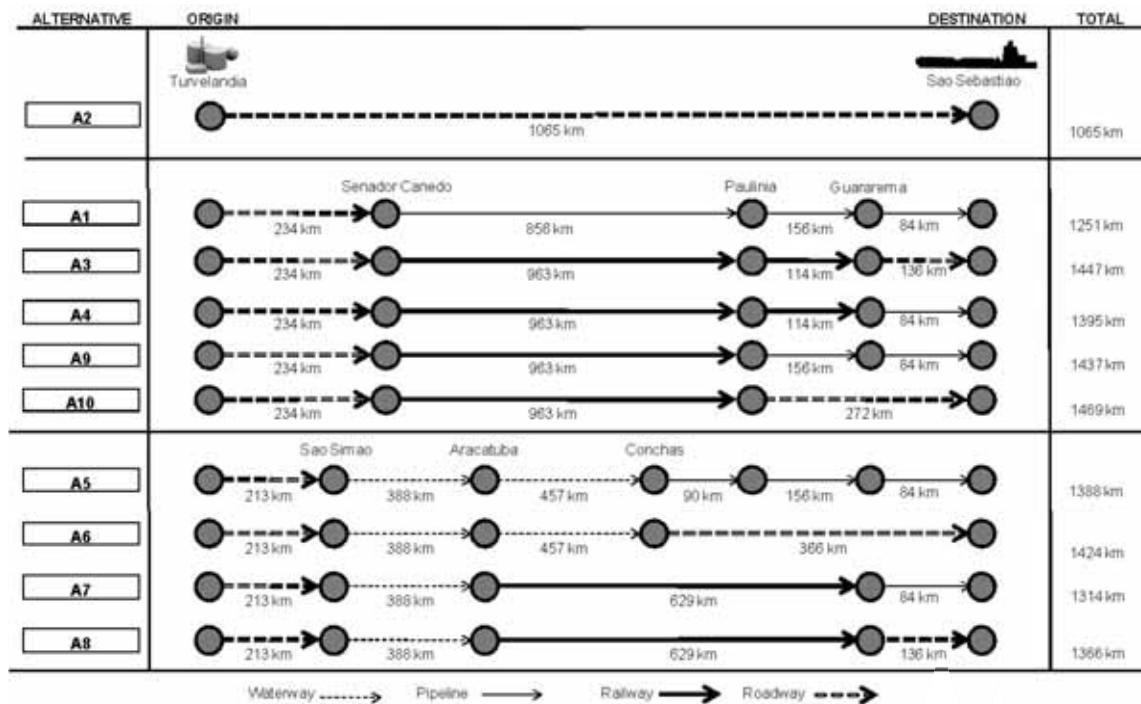 ALTERNATIVE ORIGIN DESTINATION TOTAL
Turvelandia Sao Sebastiao
A2 1065 km 1065 km
Senador Canedo Paulinia Guararema
A1 234 km 856 km 156 km 84 km 1251 km
A3 234 km 963 km 114 km 136 km 1447 km
A4 234 km 963 km 114 km 84 km 1395 km
A9 234 km 963 km 156 km 84 km 1437 km
A10 234 km 963 km 272 km 1469 km
Sao Simao Aracatuba Conchas
A5 213 km 388 km 457 km 90 km 156 km 84 km 1388 km
A6 213 km 388 km 457 km 366 km 1424 km
A7 213 km 388 km 629 km 84 km 1314 km
A8 213 km 388 km 629 km 136 km 1366 km
Waterway Pipeline Railway Roadway